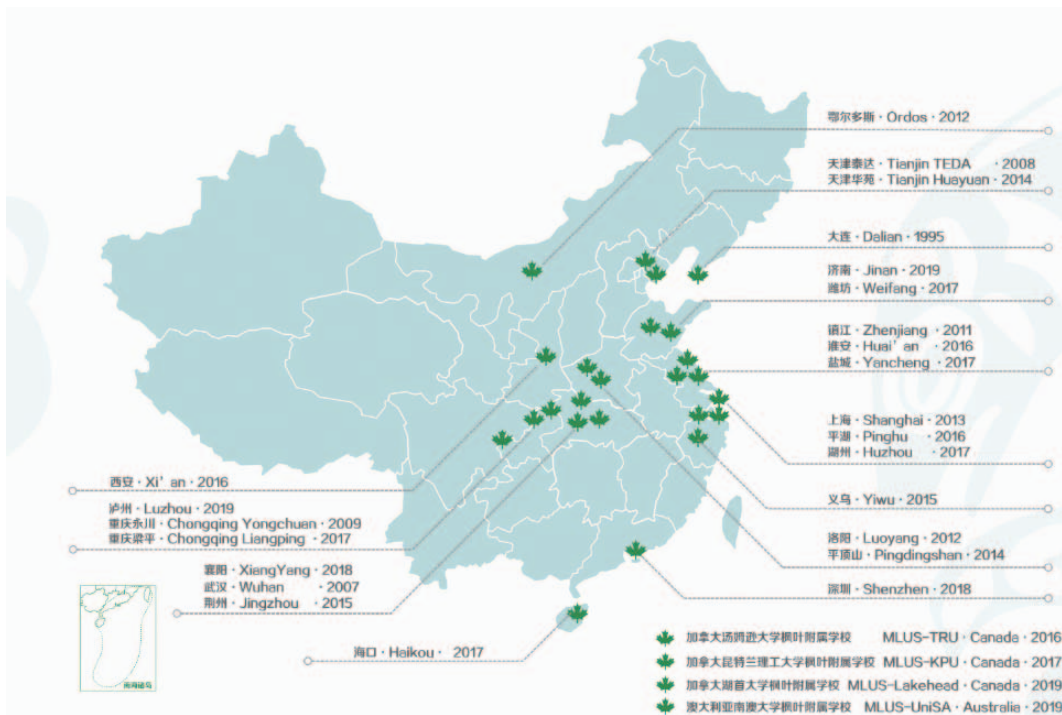 鄂尔多斯·Ordos·2012
天津泰达·Tianjin TEDA ·2008
天津华苑·Tianjin Huayuan·2014
大连·Dalian·1995
济南·Jinan·2019
潍坊·Weifang·2017
镇江·Zhenjiang·2011
淮安·Huai'an·2016
盐城·Yancheng·2017
上海·Shanghai·2013
平湖·Pinghu·2016
湖州·Huzhou·2017
义乌·Yiwu·2015
洛阳·Luoyang·2012
平顶山·Pingdingshan·2014
深圳·Shenzhen·2018
西安·Xi'an·2016
泸州·Luzhou·2019
重庆永川·Chongqing Yongchuan·2009
重庆梁平·Chongqing Liangping·2017
襄阳·XiangYang·2018
武汉·Wuhan·2007
荆州·Jingzhou·2015
海口·Haikou·2017
南海诸岛
加拿大汤姆逊大学枫叶附属学校 MLUS-TRU·Canada·2016
加拿大昆特兰理工大学枫叶附属学校 MLUS-KPU·Canada·2017
加拿大湖首大学枫叶附属学校 MLUS-Lakehead·Canada·2019
澳大利亚南澳大学枫叶附属学校 MLUS-UniSA·Australia·2019